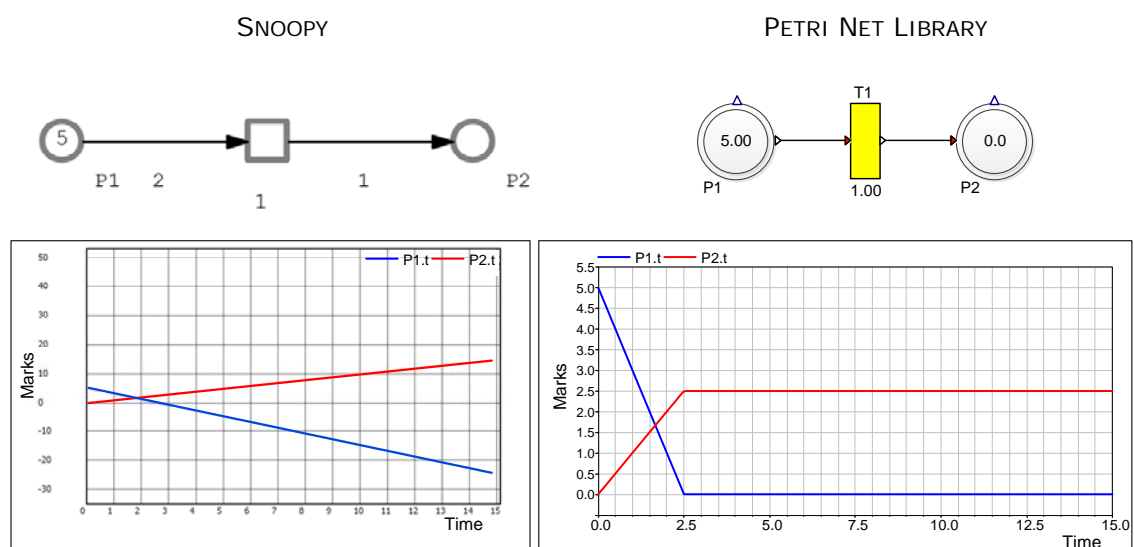 SNOOPY
PETRI NET LIBRARY
5
P1 2
1
1
P2
T1
5.00
0.0
P1
1.00
P2
P1.t P2.t
50
40
30
20
10
0
-10
-20
-30
Marks
0 1 2 3 4 5 6 7 8 9 10 11 12 13 14 15
Time
P1.t P2.t
5.5
5.0
4.5
4.0
3.5
3.0
2.5
2.0
1.5
1.0
0.5
0.0
Marks
0.0 2.5 5.0 7.5 10.0 12.5 15.0
Time